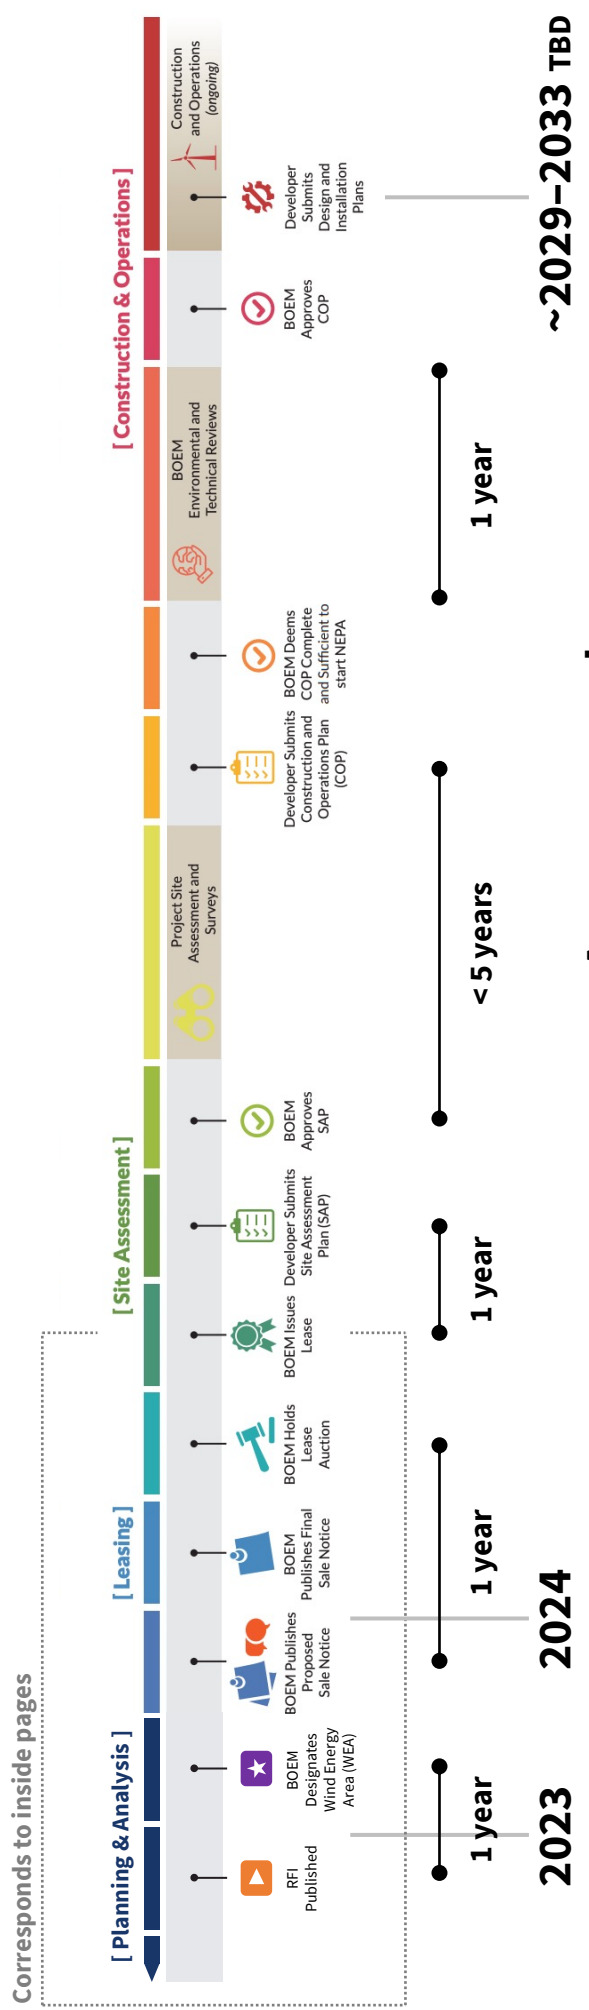 Corresponds to inside pages
[ Planning & Analysis ]
[ Leasing ]
[ Site Assessment ]
[ Construction & Operations ]
RFI
Published
BOEM
Designates
Wind Energy
Area (WEA)
BOEM Publishes
Proposed
Sale Notice
BOEM
Publishes Final
Sale Notice
BOEM Holds
Lease
Auction
BOEM Issues
Lease
Developer Submits
Site Assessment
Plan (SAP)
BOEM
Approves
SAP
Project Site
Assessment and
Surveys
Developer Submits
Construction and
Operations Plan
(COP)
BOEM Deems
COP Complete
and Sufficient to
start NEPA
BOEM
Environmental and
Technical Reviews
BOEM
Approves
COP
Developer
Submits
Design and
Installation
Plans
Construction
and Operations
(ongoing)
1 year
1 year
1 year
< 5 years
1 year
2023
2024
~2029–2033 TBD